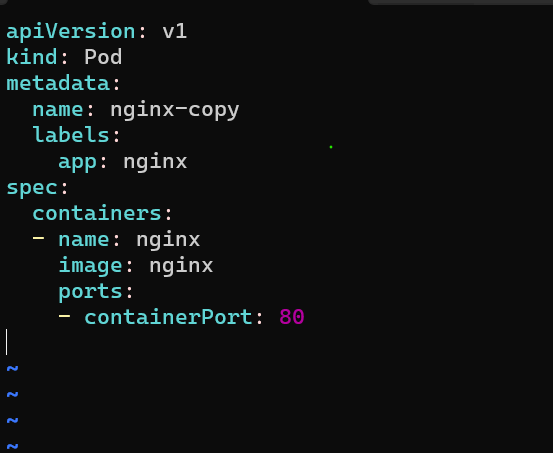 apiVersion: v1
kind: Pod
metadata:
  name: nginx-copy
  labels:
    app: nginx
spec:
  containers:
  - name: nginx
    image: nginx
    ports:
    - containerPort: 80
~
~
~
~